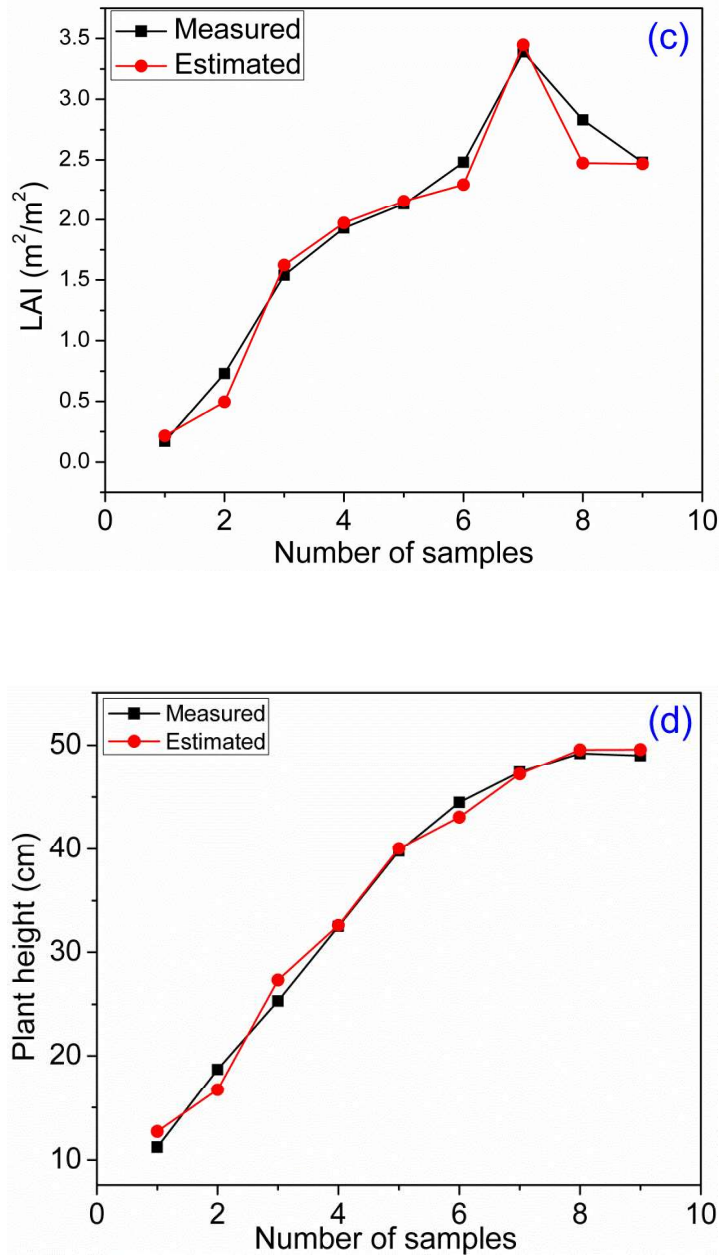 (c)
Measured
Estimated
3.5
3.0
2.5
2.0
1.5
1.0
0.5
0.0
LAI (m²/m²)
0 2 4 6 8 10
Number of samples
(d)
Measured
Estimated
50
40
30
20
10
Plant height (cm)
0 2 4 6 8 10
Number of samples